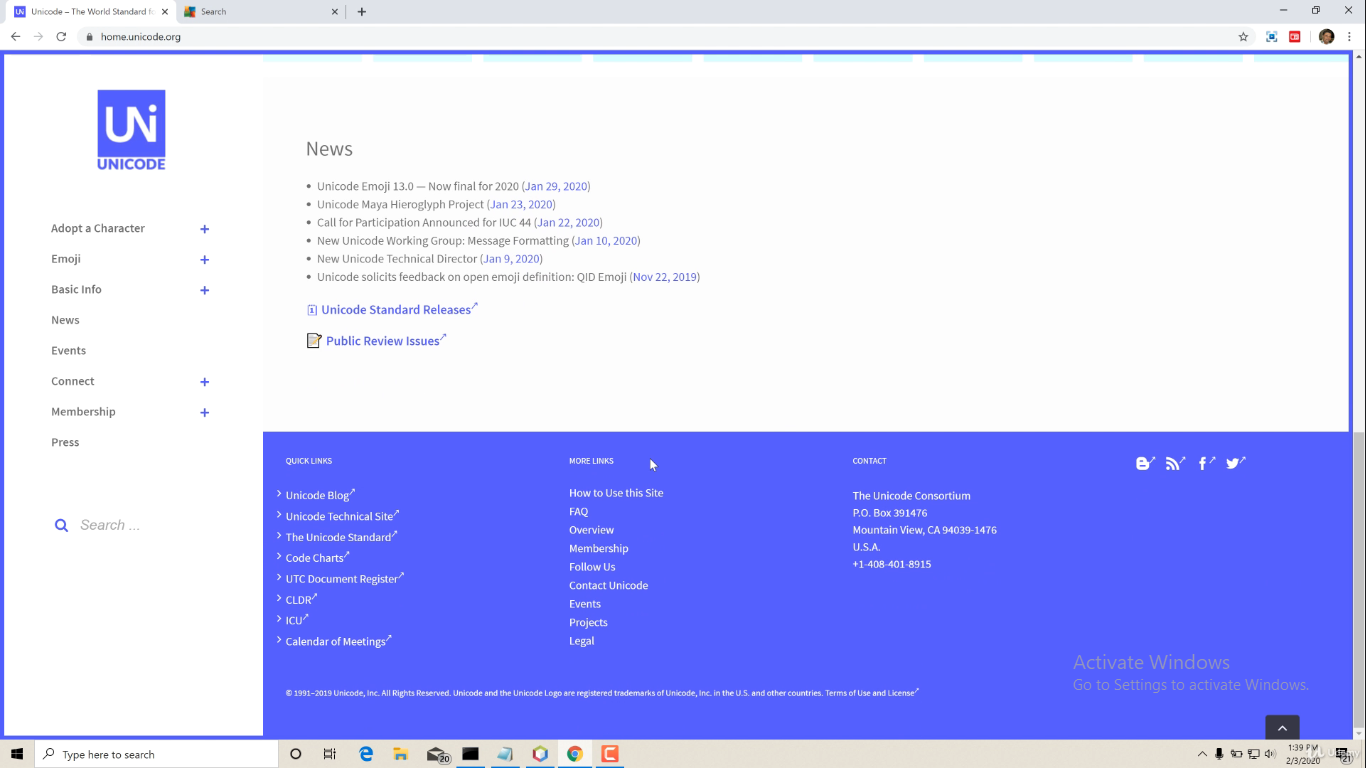 Unicode – The World Standard fo
Search
home.unicode.org
UNi
UNICODE
Adopt a Character +
Emoji +
Basic Info +
News
Events
Connect +
Membership +
Press
Search ...
News
• Unicode Emoji 13.0 — Now final for 2020 (Jan 29, 2020)
• Unicode Maya Hieroglyph Project (Jan 23, 2020)
• Call for Participation Announced for IUC 44 (Jan 22, 2020)
• New Unicode Working Group: Message Formatting (Jan 10, 2020)
• New Unicode Technical Director (Jan 9, 2020)
• Unicode solicits feedback on open emoji definition: QID Emoji (Nov 22, 2019)
Unicode Standard Releases
Public Review Issues
QUICK LINKS
Unicode Blog
Unicode Technical Site
The Unicode Standard
Code Charts
UTC Document Register
CLDR
ICU
Calendar of Meetings
MORE LINKS
How to Use this Site
FAQ
Overview
Membership
Follow Us
Contact Unicode
Events
Projects
Legal
CONTACT
The Unicode Consortium
P.O. Box 391476
Mountain View, CA 94039-1476
U.S.A.
+1-408-401-8915
© 1991–2019 Unicode, Inc. All Rights Reserved. Unicode and the Unicode Logo are registered trademarks of Unicode, Inc. in the U.S. and other countries. Terms of Use and License
Activate Windows
Go to Settings to activate Windows.
Type here to search
20
1:39 PM
2/3/2020
21